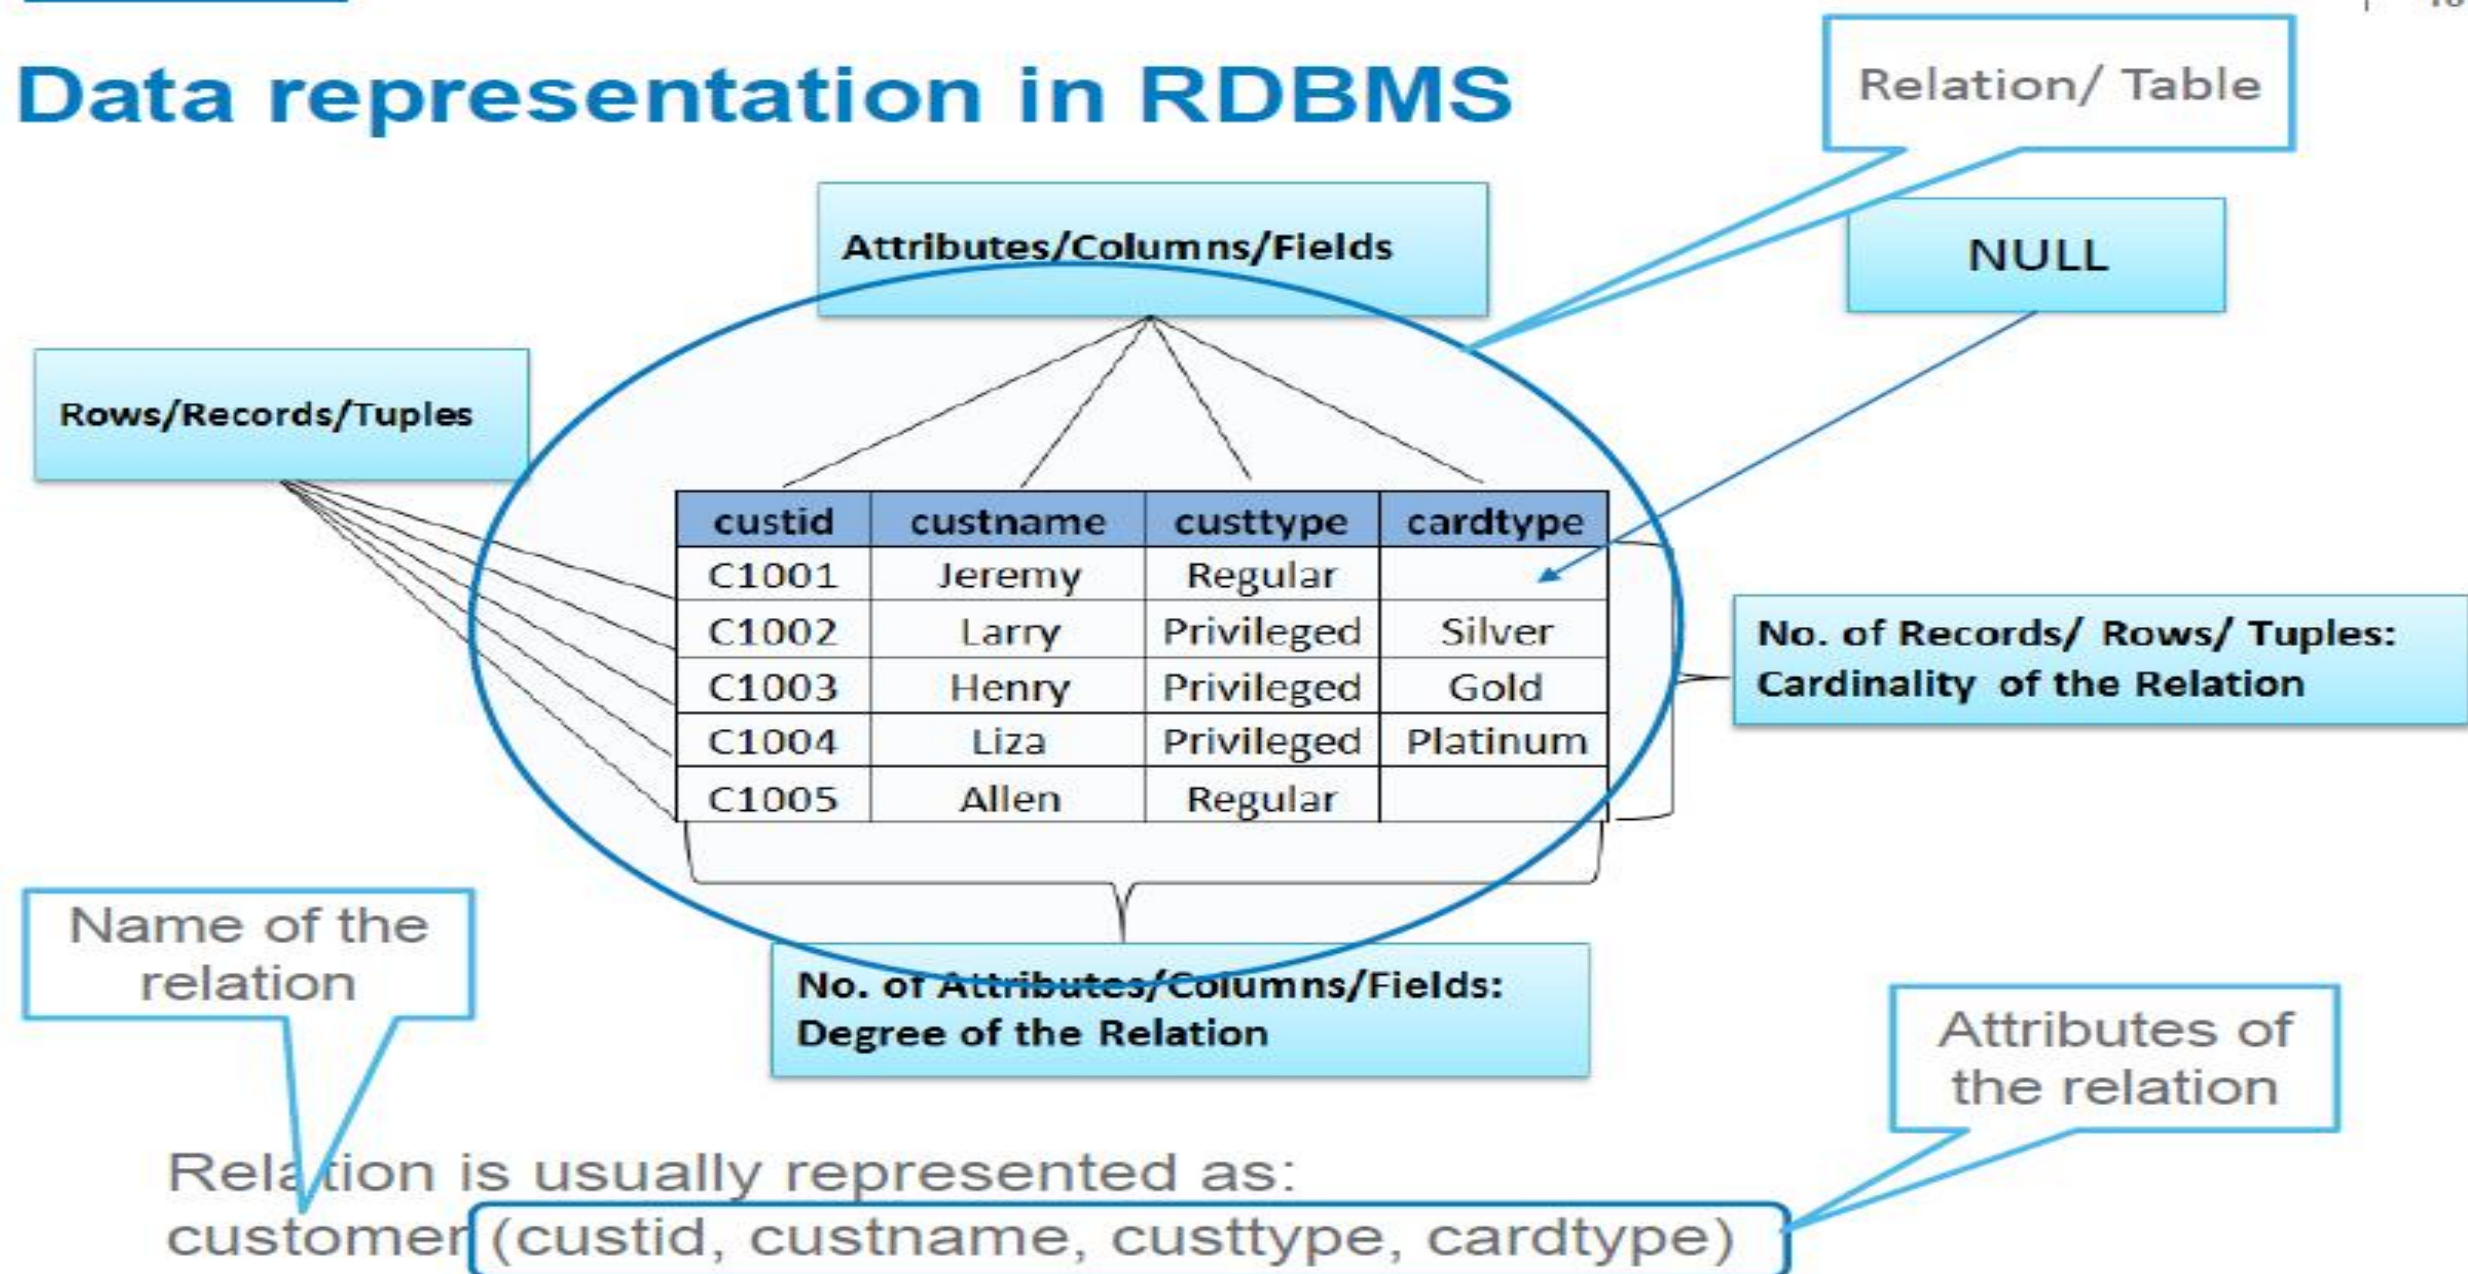 Data representation in RDBMS
Relation/ Table
Attributes/Columns/Fields
NULL
Rows/Records/Tuples
custid custname custtype cardtype
C1001 Jeremy Regular
C1002 Larry Privileged Silver
C1003 Henry Privileged Gold
C1004 Liza Privileged Platinum
C1005 Allen Regular
No. of Records/ Rows/ Tuples:
Cardinality of the Relation
Name of the
relation
No. of Attributes/Columns/Fields:
Degree of the Relation
Attributes of
the relation
Relation is usually represented as:
customer (custid, custname, custtype, cardtype)